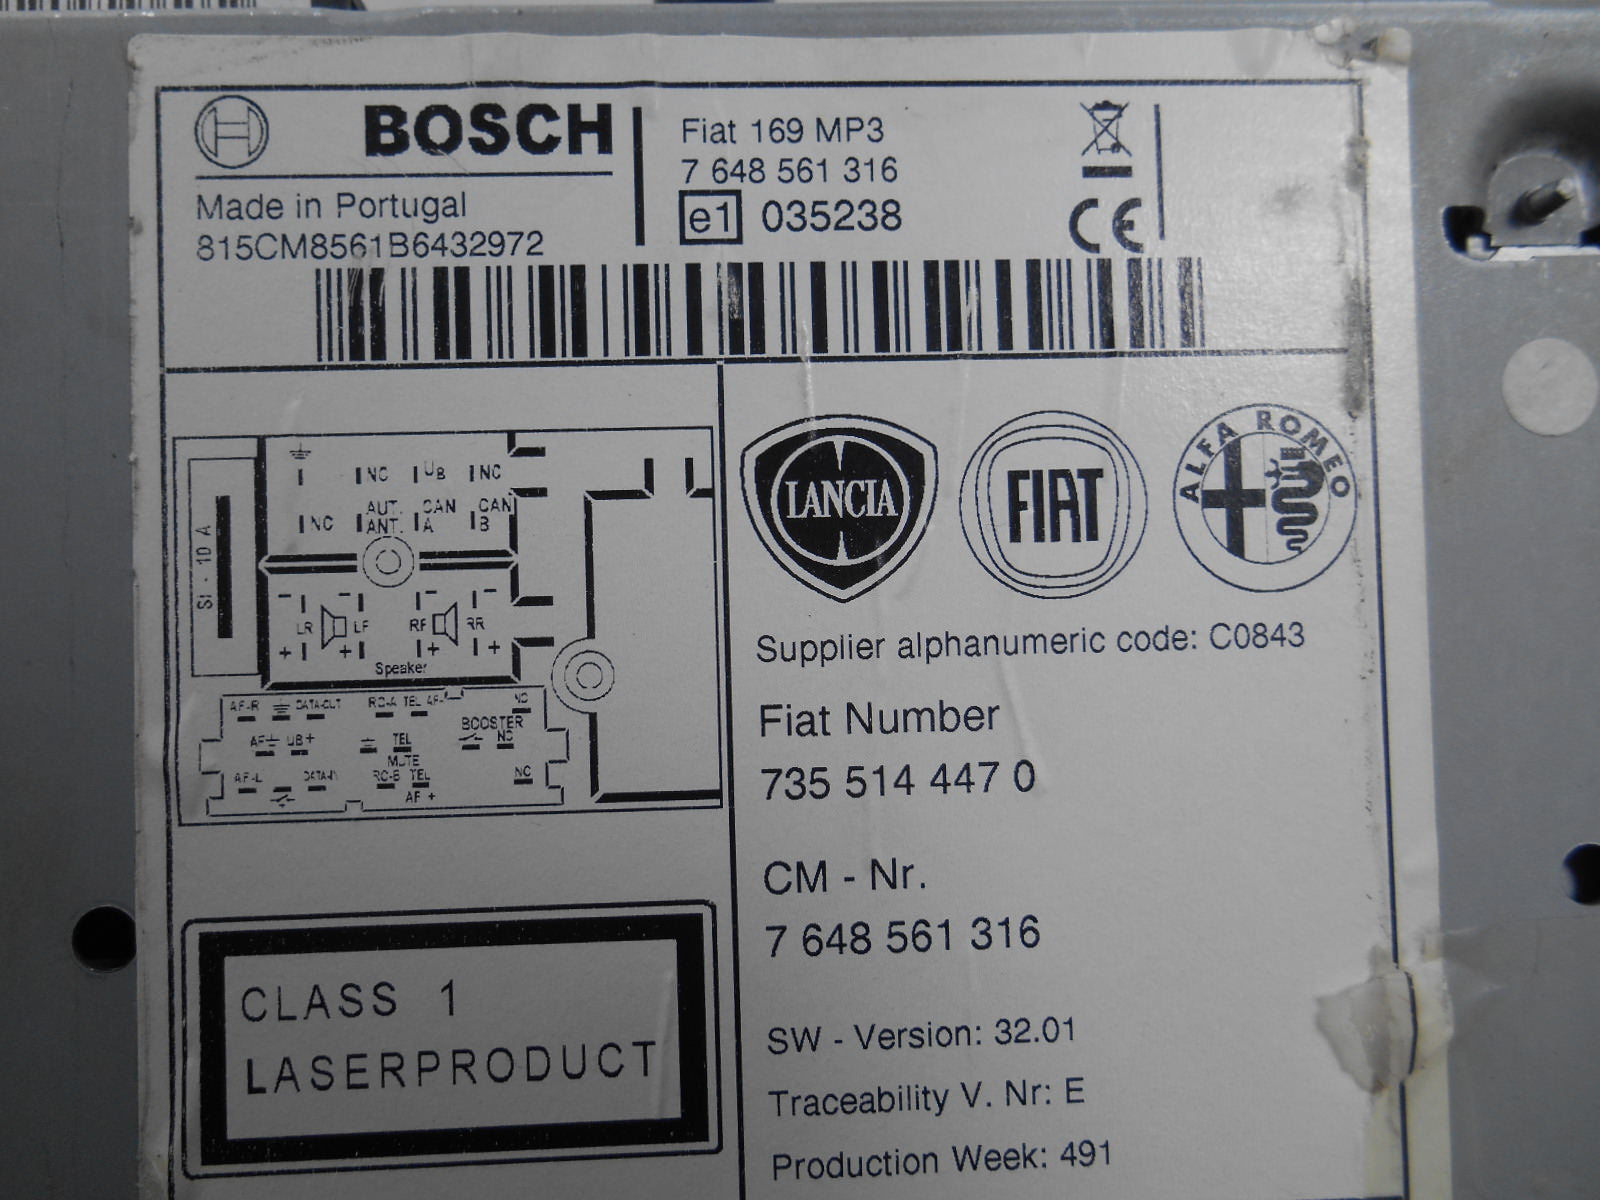 BOSCH
Made in Portugal
815CM8561B6432972
Fiat 169 MP3
7 648 561 316
e1 035238
CE
SI - 10 A
NC UB NC
NC AUT. ANT. CAN A CAN B
- - - -
LR LF RF RR
+ + + +
Speaker
AF-R DATA-OUT RC-A TEL AF- NC
BOOSTER
AF UB+ TEL NC
MUTE
AF-L DATA-IN RC-B TEL NC
AF +
CLASS 1
LASERPRODUCT
LANCIA
FIAT
ALFA ROMEO
Supplier alphanumeric code: C0843
Fiat Number
735 514 447 0
CM - Nr.
7 648 561 316
SW - Version: 32.01
Traceability V. Nr: E
Production Week: 491